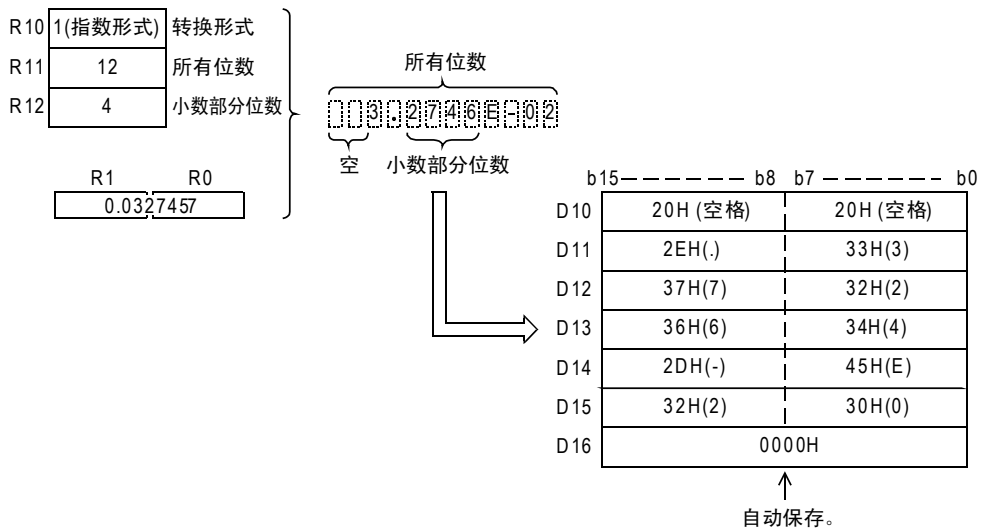 R10 1(指数形式) 转换形式
R11 12 所有位数
R12 4 小数部分位数
R1 R0
0.0327457
所有位数
3.2746E-02
空 小数部分位数
b15 b8 b7 b0
D10 20H(空格) 20H(空格)
D11 2EH(.) 33H(3)
D12 37H(7) 32H(2)
D13 36H(6) 34H(4)
D14 2DH(-) 45H(E)
D15 32H(2) 30H(0)
D16 0000H
自动保存。